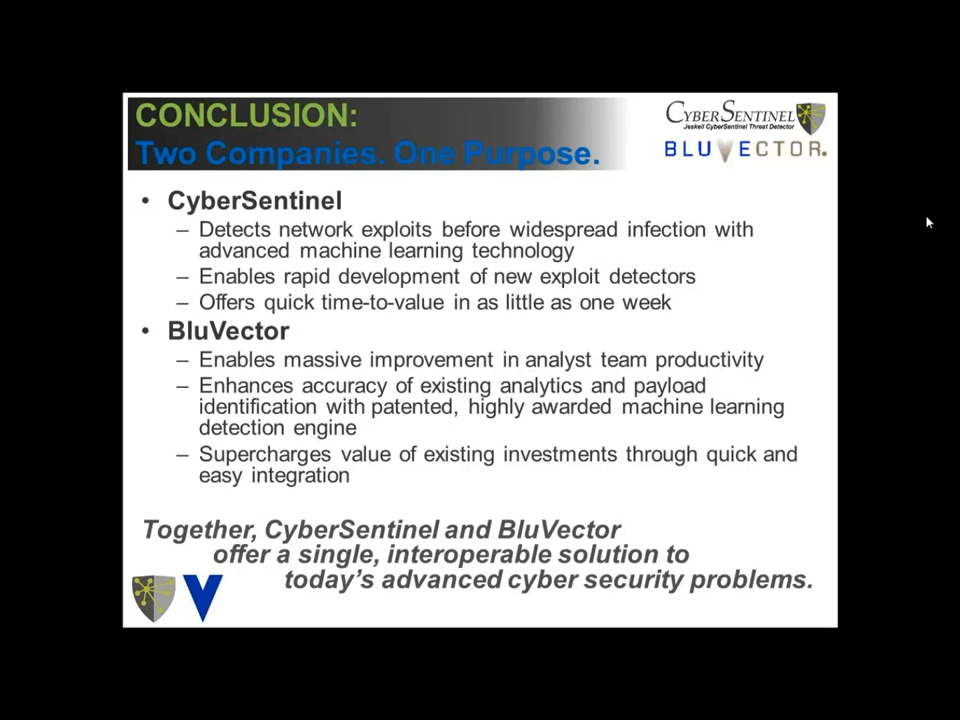 CONCLUSION:
Two Companies. One Purpose.
CYBERSENTINEL
Jaskell CyberSentinel Threat Detector
BLUVECTOR.
• CyberSentinel
– Detects network exploits before widespread infection with
advanced machine learning technology
– Enables rapid development of new exploit detectors
– Offers quick time-to-value in as little as one week
• BluVector
– Enables massive improvement in analyst team productivity
– Enhances accuracy of existing analytics and payload
identification with patented, highly awarded machine learning
detection engine
– Supercharges value of existing investments through quick and
easy integration
Together, CyberSentinel and BluVector
offer a single, interoperable solution to
today's advanced cyber security problems.